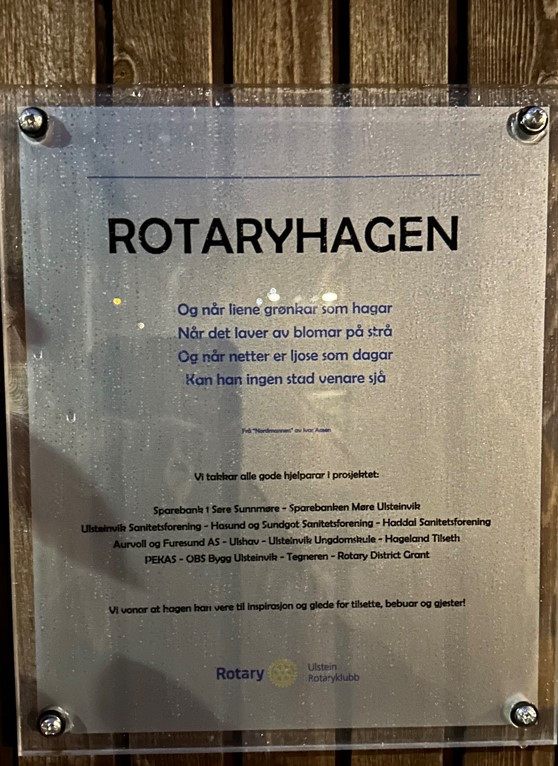 ROTARYHAGEN
Og når liene grønkar som hagar
Når det laver av blomar på strå
Og når netter er ljose som dagar
Kan han ingen stad venare sjå
Frå "Nordmannen" av Ivar Aasen
Vi takkar alle gode hjelparar i prosjektet:
Sparebank 1 Søre Sunnmøre - Sparebanken Møre Ulsteinvik
Ulsteinvik Sanitetsforening - Hasund og Sundgot Sanitetsforening - Haddal Sanitetsforening
Aurvoll og Furesund AS - Ulshav - Ulsteinvik Ungdomskule - Hageland Tilseth
PEKAS - OBS Bygg Ulsteinvik - Tegneren - Rotary District Grant
Vi vonar at hagen kan vere til inspirasjon og glede for tilsette, bebuar og gjester!
Rotary
Ulstein
Rotaryklubb